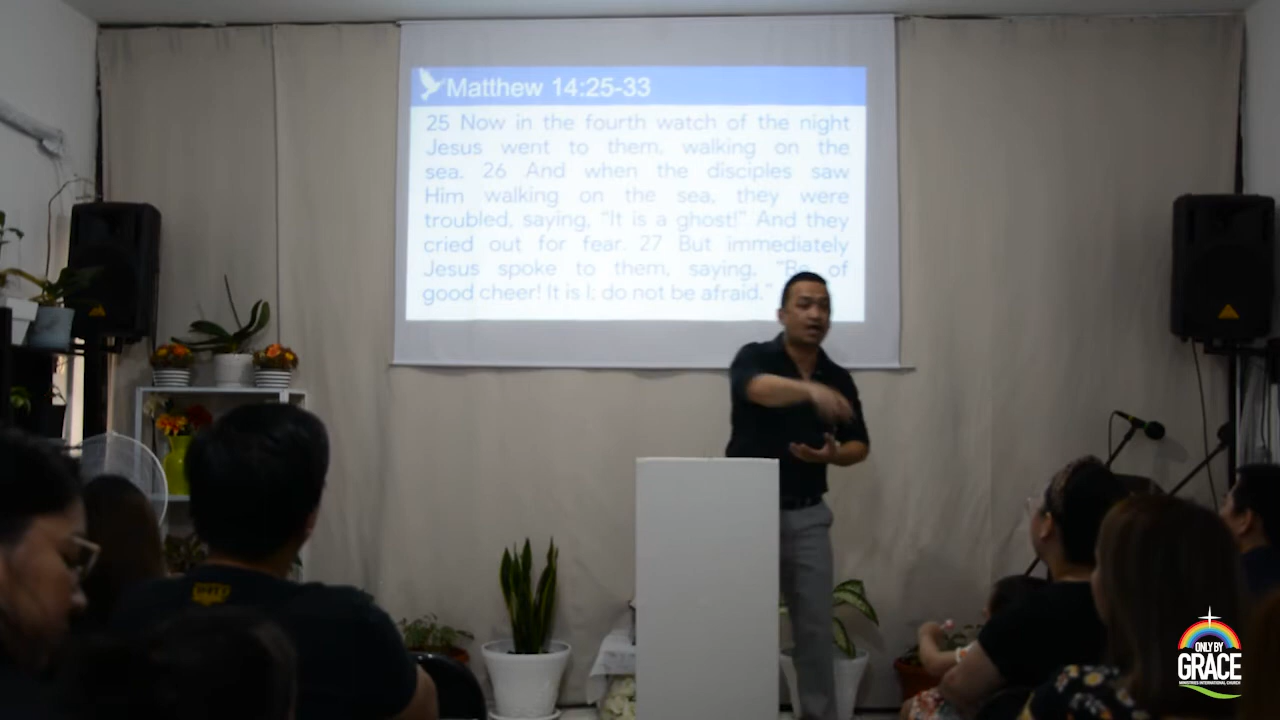 Matthew 14:25-33
25 Now in the fourth watch of the night
Jesus went to them, walking on the
sea. 26 And when the disciples saw
Him walking on the sea, they were
troubled, saying, "It is a ghost!" And they
cried out for fear. 27 But immediately
Jesus spoke to them, saying, "Be of
good cheer! It is I; do not be afraid."
ONLY BY
GRACE
MINISTRIES INTERNATIONAL CHURCH